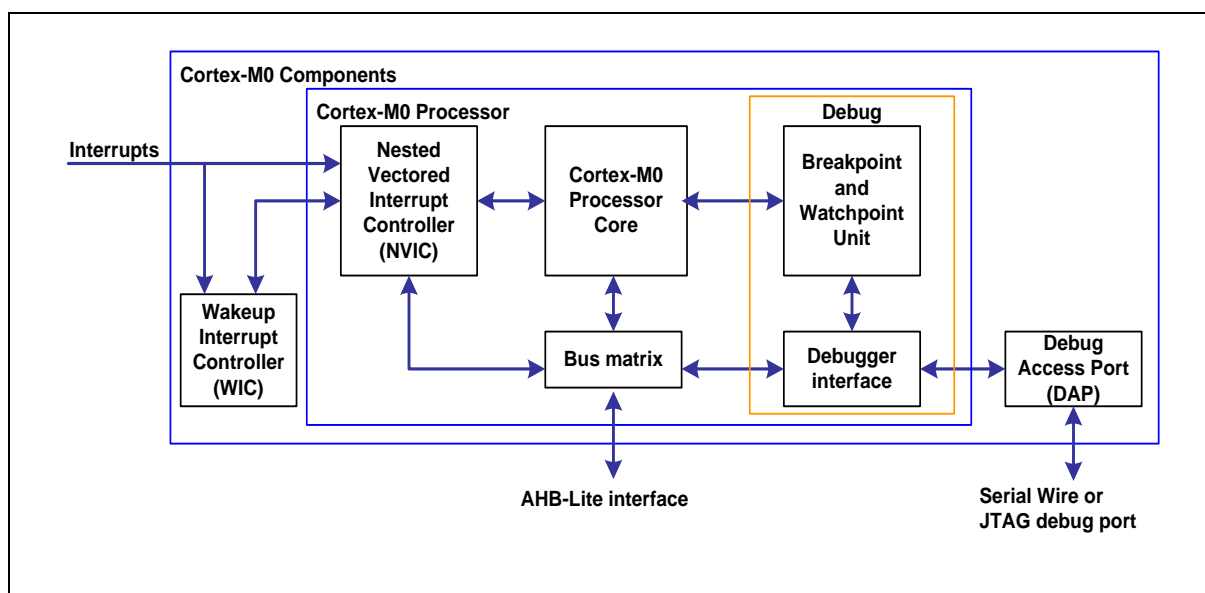 Cortex-M0 Components
Cortex-M0 Processor
Debug
Interrupts
Nested
Vectored
Interrupt
Controller
(NVIC)
Cortex-M0
Processor
Core
Breakpoint
and
Watchpoint
Unit
Wakeup
Interrupt
Controller
(WIC)
Bus matrix
Debugger
interface
Debug
Access Port
(DAP)
AHB-Lite interface
Serial Wire or
JTAG debug port